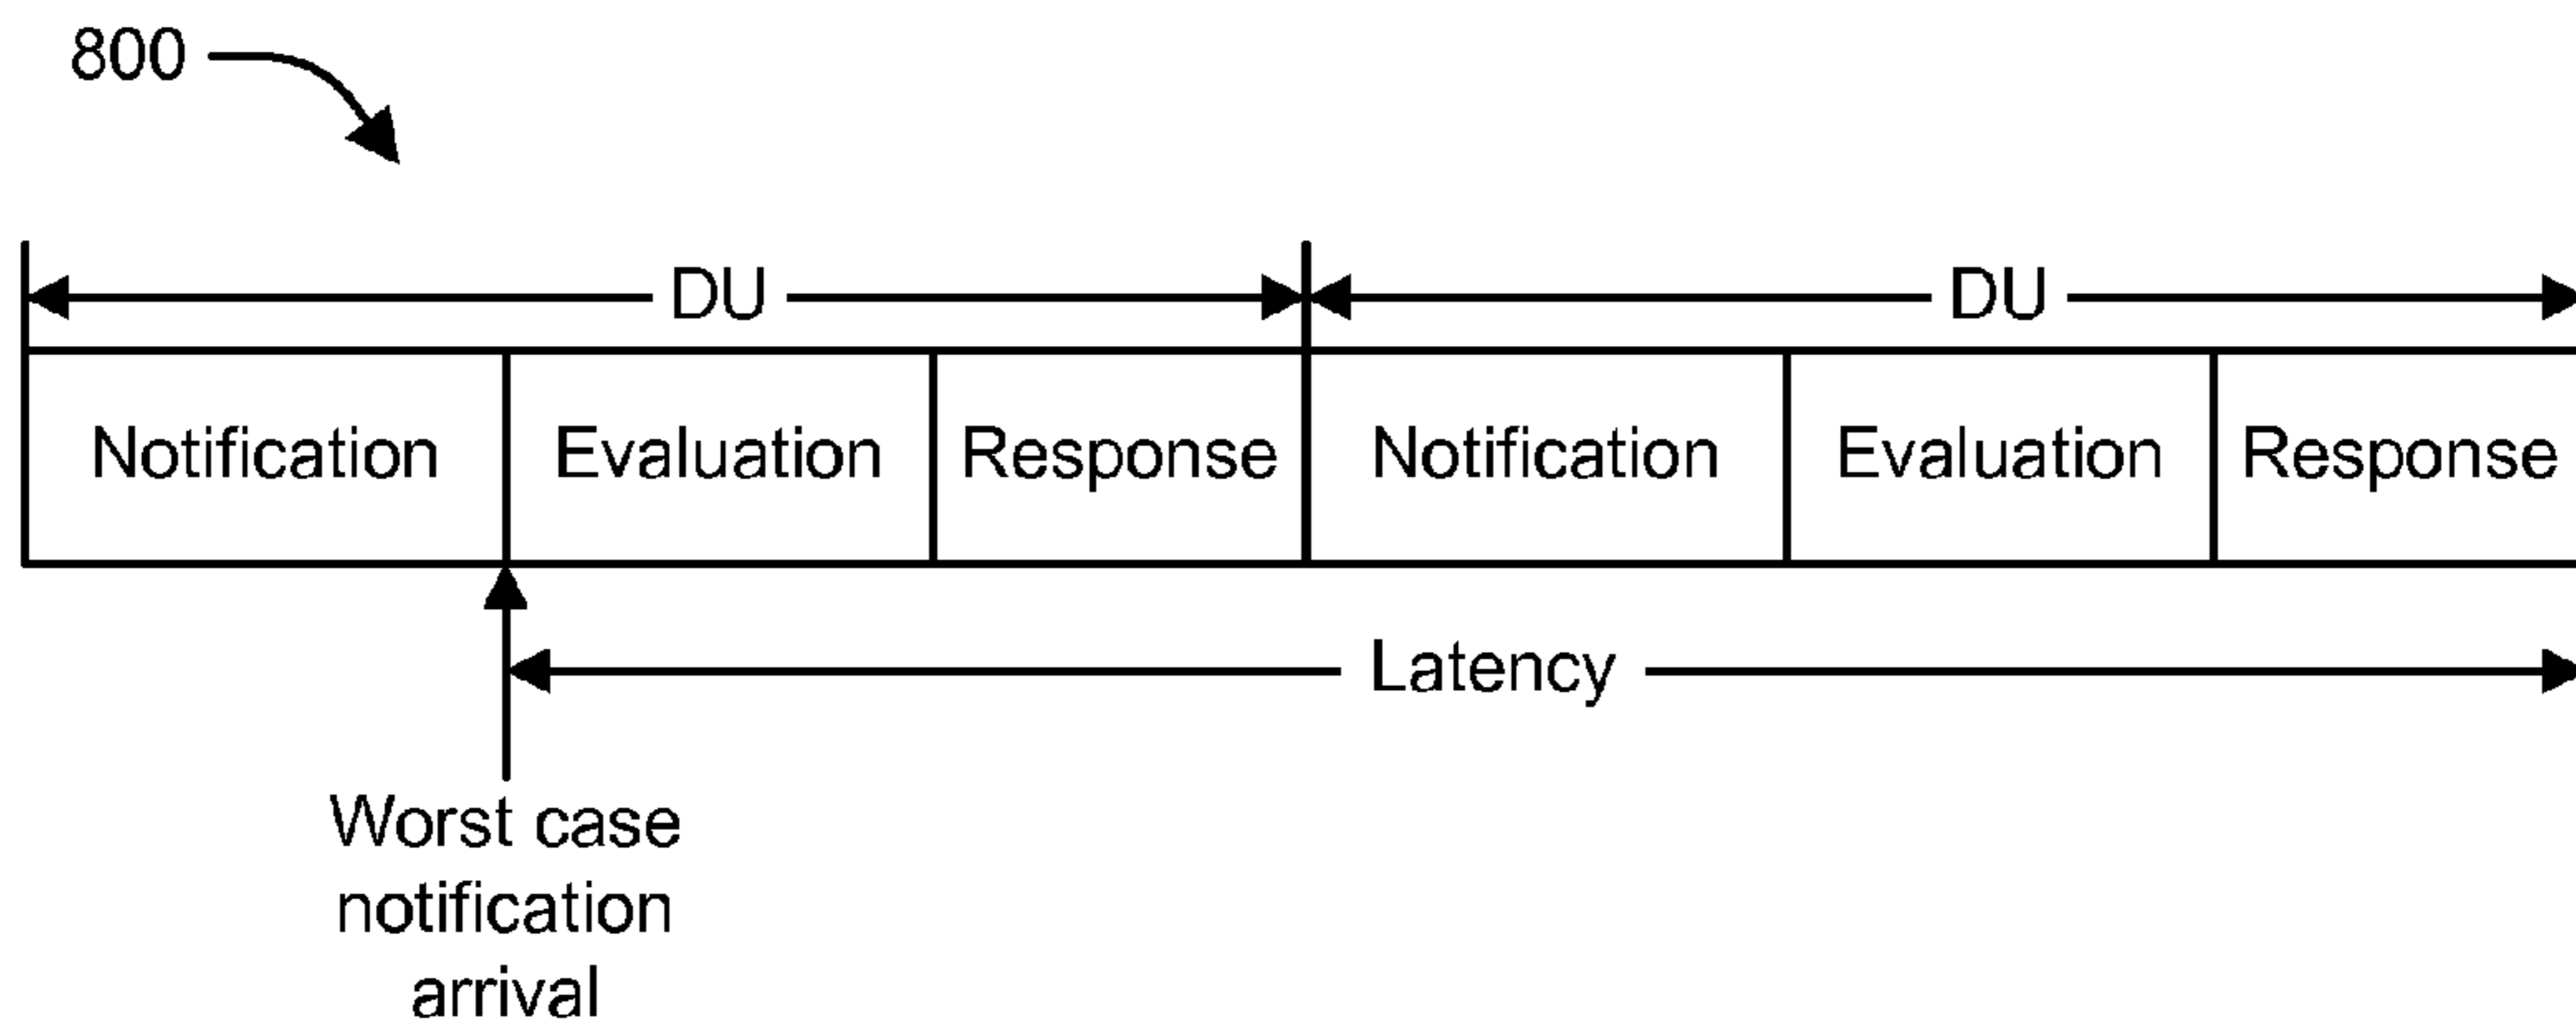 800
DU DU
Notification Evaluation Response Notification Evaluation Response
Latency
Worst case
notification
arrival